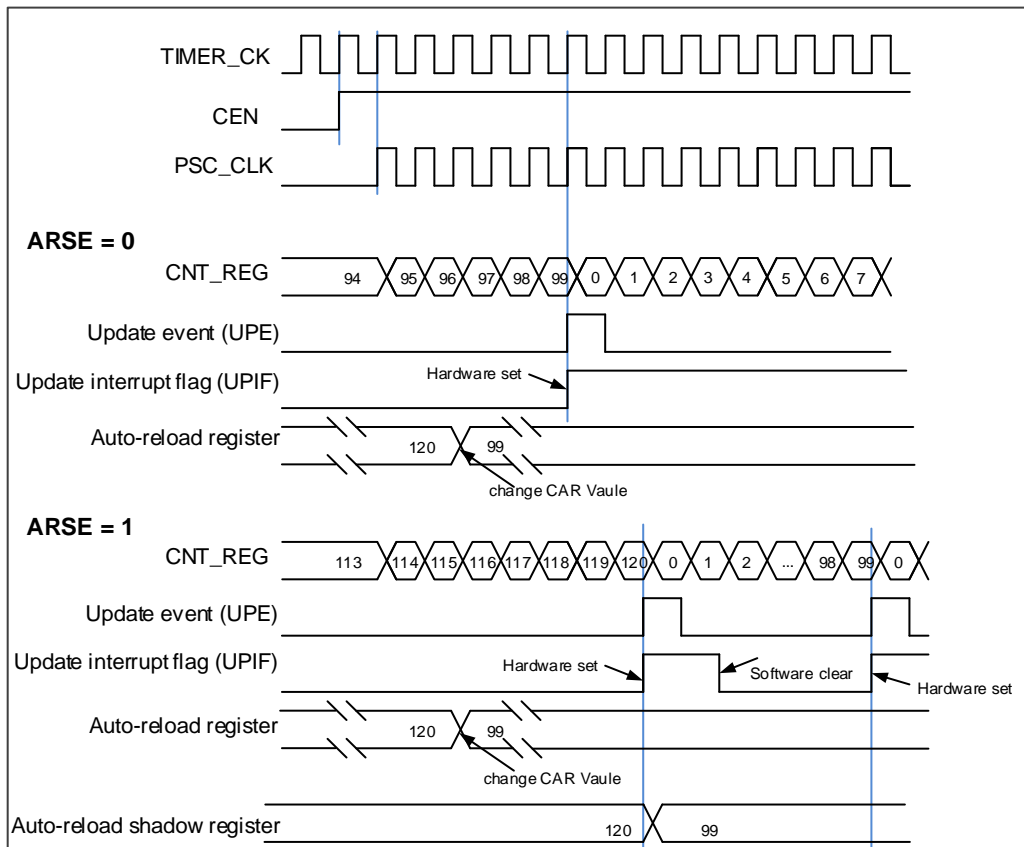 TIMER_CK
CEN
PSC_CLK
ARSE = 0
CNT_REG 94 95 96 97 98 99 0 1 2 3 4 5 6 7
Update event (UPE)
Update interrupt flag (UPIF) Hardware set
Auto-reload register 120 99
change CAR Vaule
ARSE = 1
CNT_REG 113 114 115 116 117 118 119 120 0 1 2 ... 98 99 0
Update event (UPE)
Update interrupt flag (UPIF) Hardware set Software clear Hardware set
Auto-reload register 120 99
change CAR Vaule
Auto-reload shadow register 120 99